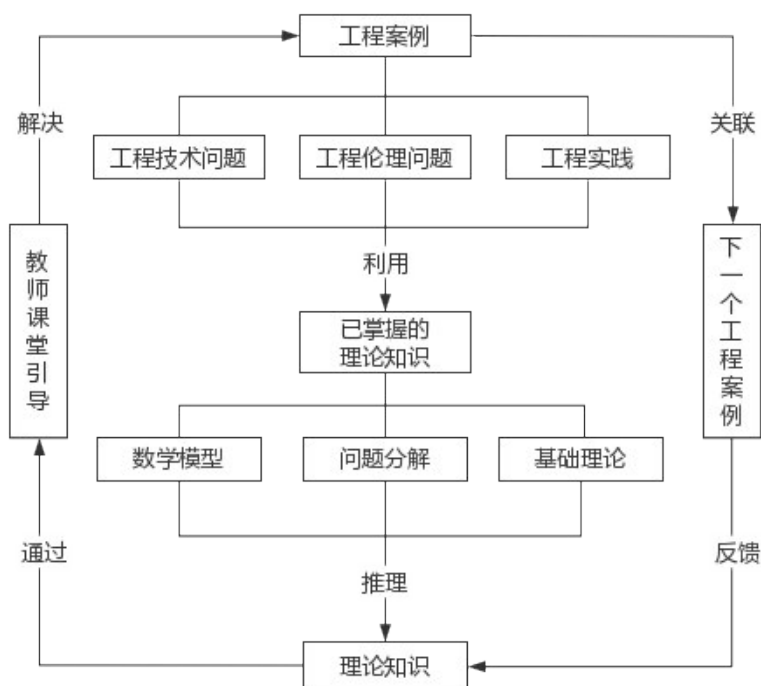 工程案例
解决
关联
工程技术问题
工程伦理问题
工程实践
教师课堂引导
利用
下一个工程案例
已掌握的
理论知识
数学模型
问题分解
基础理论
通过
反馈
推理
理论知识